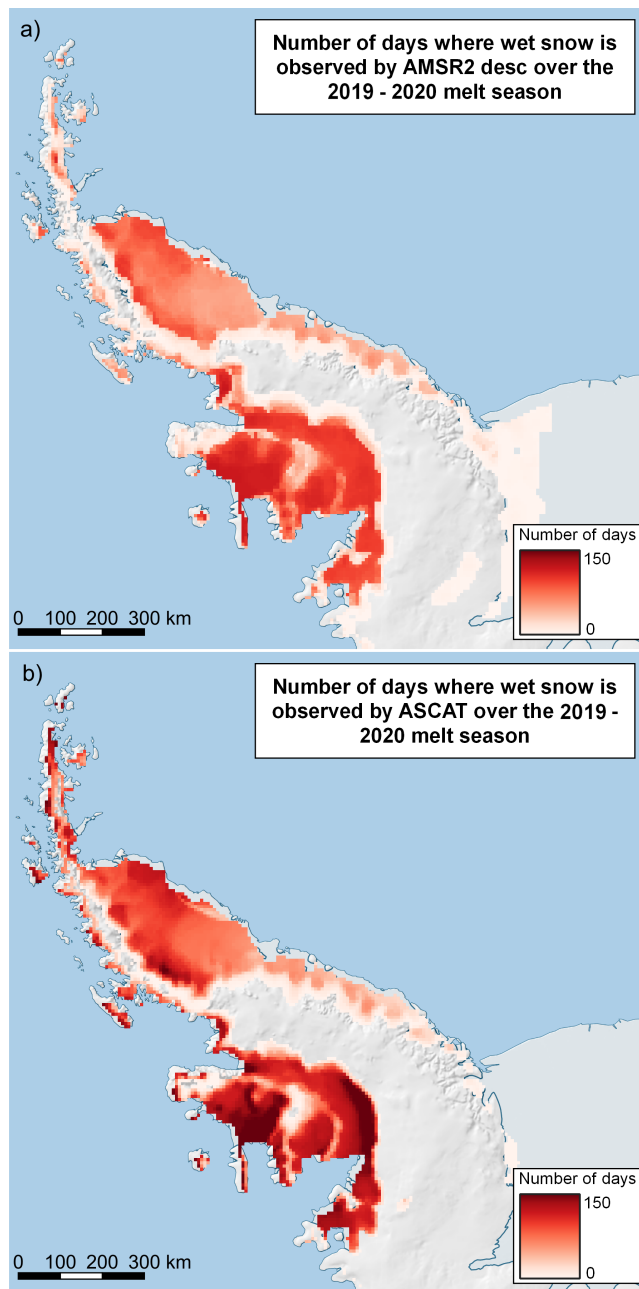 a)
Number of days where wet snow is
observed by AMSR2 desc over the
2019 - 2020 melt season
Number of days
150
0
0 100 200 300 km
b)
Number of days where wet snow is
observed by ASCAT over the 2019 -
2020 melt season
Number of days
150
0
0 100 200 300 km